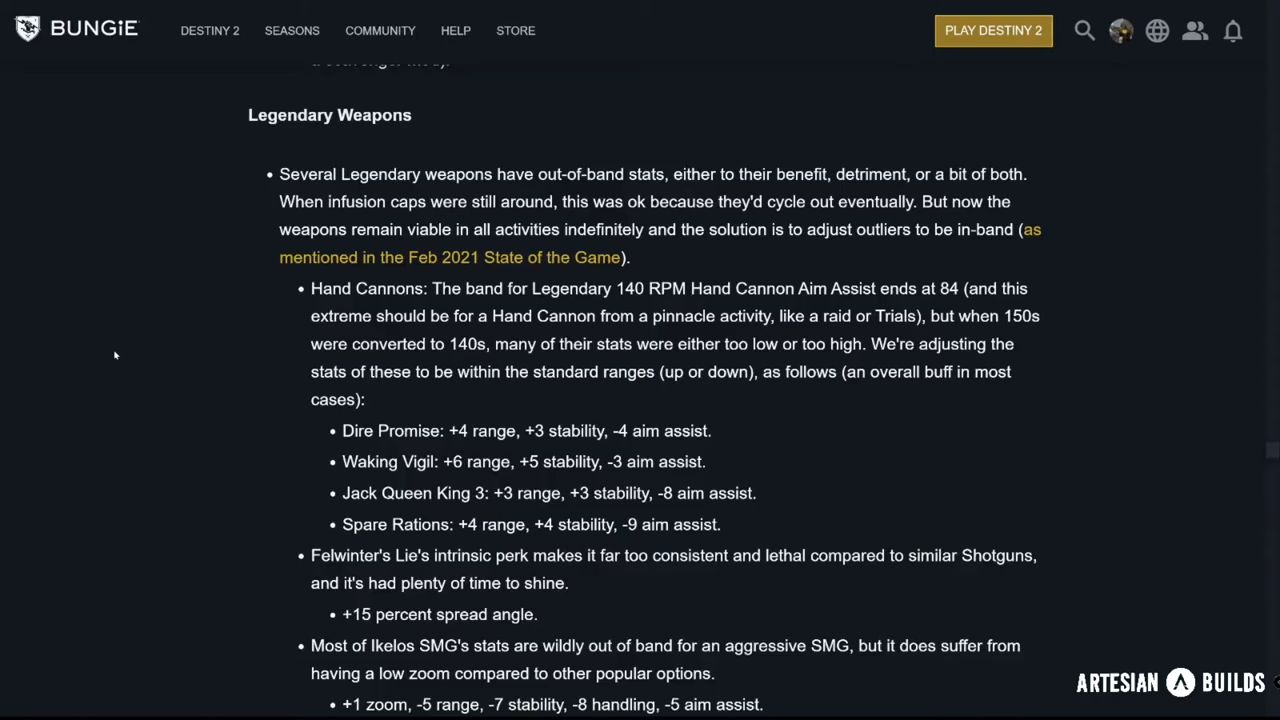 BUNGiE
DESTINY 2
SEASONS
COMMUNITY
HELP
STORE
PLAY DESTINY 2
Legendary Weapons
• Several Legendary weapons have out-of-band stats, either to their benefit, detriment, or a bit of both.
When infusion caps were still around, this was ok because they'd cycle out eventually. But now the
weapons remain viable in all activities indefinitely and the solution is to adjust outliers to be in-band (as
mentioned in the Feb 2021 State of the Game).
• Hand Cannons: The band for Legendary 140 RPM Hand Cannon Aim Assist ends at 84 (and this
extreme should be for a Hand Cannon from a pinnacle activity, like a raid or Trials), but when 150s
were converted to 140s, many of their stats were either too low or too high. We're adjusting the
stats of these to be within the standard ranges (up or down), as follows (an overall buff in most
cases):
• Dire Promise: +4 range, +3 stability, -4 aim assist.
• Waking Vigil: +6 range, +5 stability, -3 aim assist.
• Jack Queen King 3: +3 range, +3 stability, -8 aim assist.
• Spare Rations: +4 range, +4 stability, -9 aim assist.
• Felwinter's Lie's intrinsic perk makes it far too consistent and lethal compared to similar Shotguns,
and it's had plenty of time to shine.
• +15 percent spread angle.
• Most of Ikelos SMG's stats are wildly out of band for an aggressive SMG, but it does suffer from
having a low zoom compared to other popular options.
• +1 zoom, -5 range, -7 stability, -8 handling, -5 aim assist.
ARTESIAN BUILDS